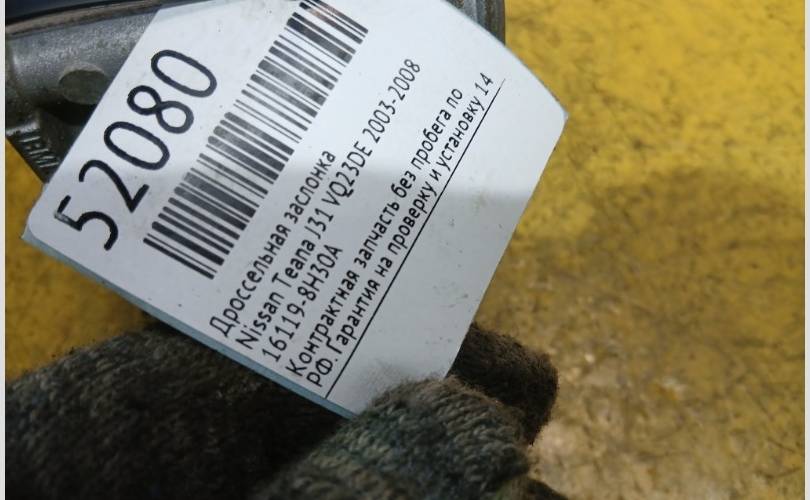 52080
Дроссельная заслонка
Nissan Teana J31 VQ23DE 2003-2008
16119-8H30A
Контрактная запчасть без пробега по
РФ. Гарантия на проверку и установку 14